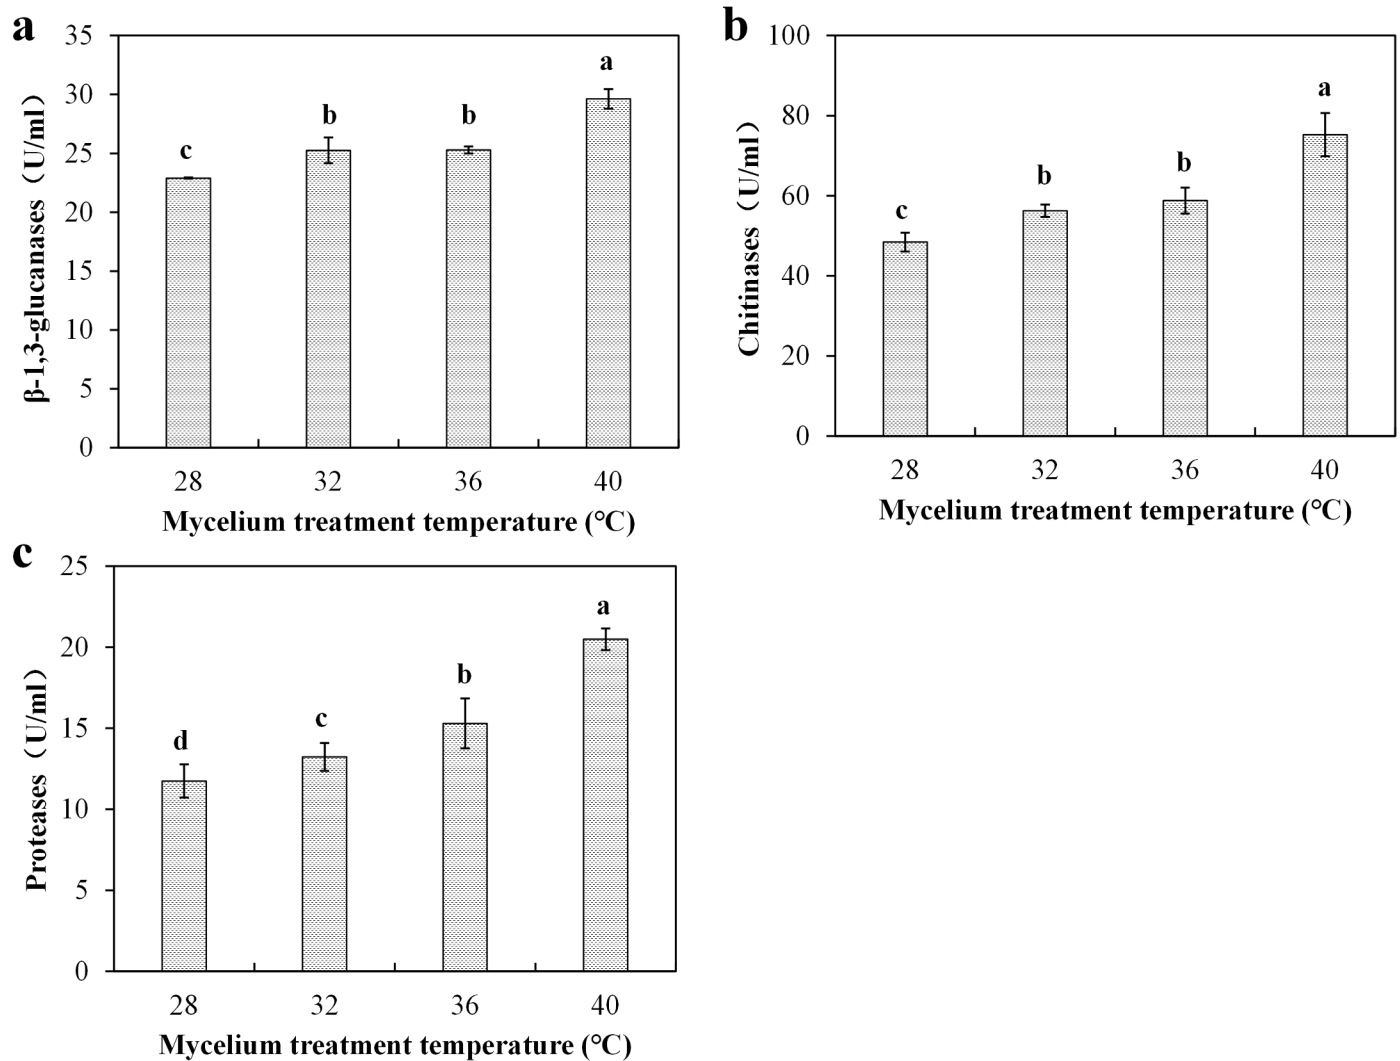 a
35
30
25
20
15
10
5
0
β-1,3-glucanases（U/ml）
c
b
b
a
28 32 36 40
Mycelium treatment temperature (℃)
b
100
80
60
40
20
0
Chitinases（U/ml）
c
b
b
a
28 32 36 40
Mycelium treatment temperature (℃)
c
25
20
15
10
5
0
Proteases（U/ml）
d
c
b
a
28 32 36 40
Mycelium treatment temperature (℃)